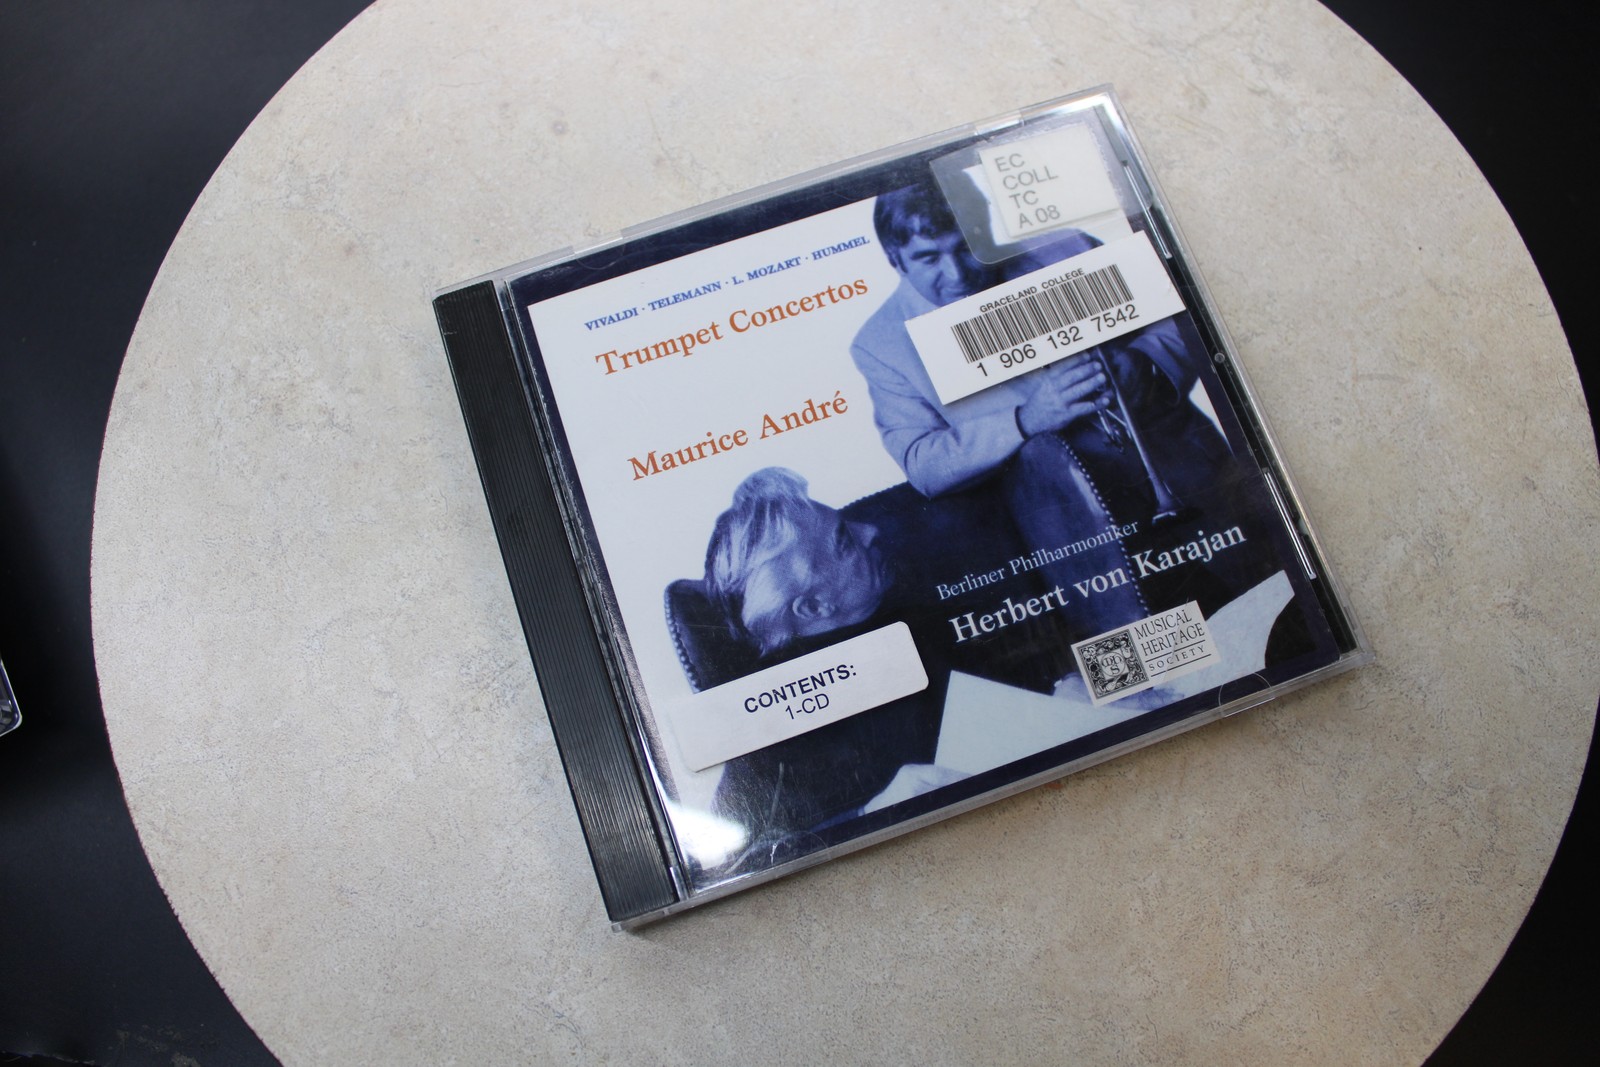 EC
COLL
TC
A 08
VIVALDI · TELEMANN · L. MOZART · HUMMEL
Trumpet Concertos
GRACELAND COLLEGE
1 906 132 7542
Maurice André
Berliner Philharmoniker
Herbert von Karajan
MUSICAL
HERITAGE
SOCIETY
CONTENTS:
1-CD